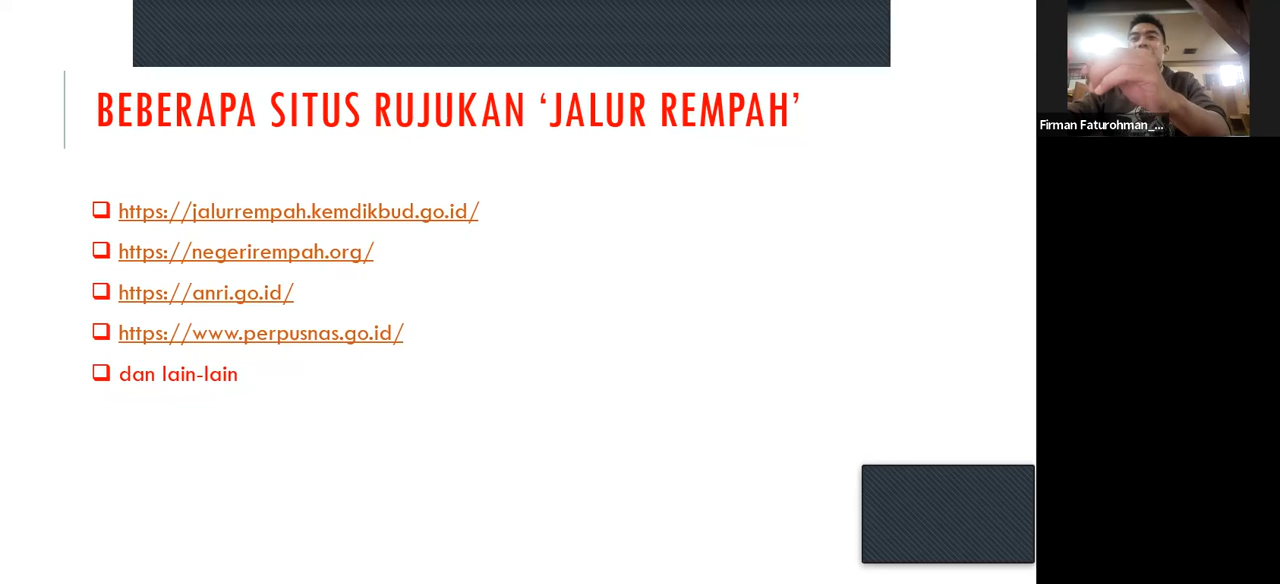 BEBERAPA SITUS RUJUKAN ‘JALUR REMPAH’
https://jalurrempah.kemdikbud.go.id/
https://negerirempah.org/
https://anri.go.id/
https://www.perpusnas.go.id/
dan lain-lain
Firman Faturohman_...